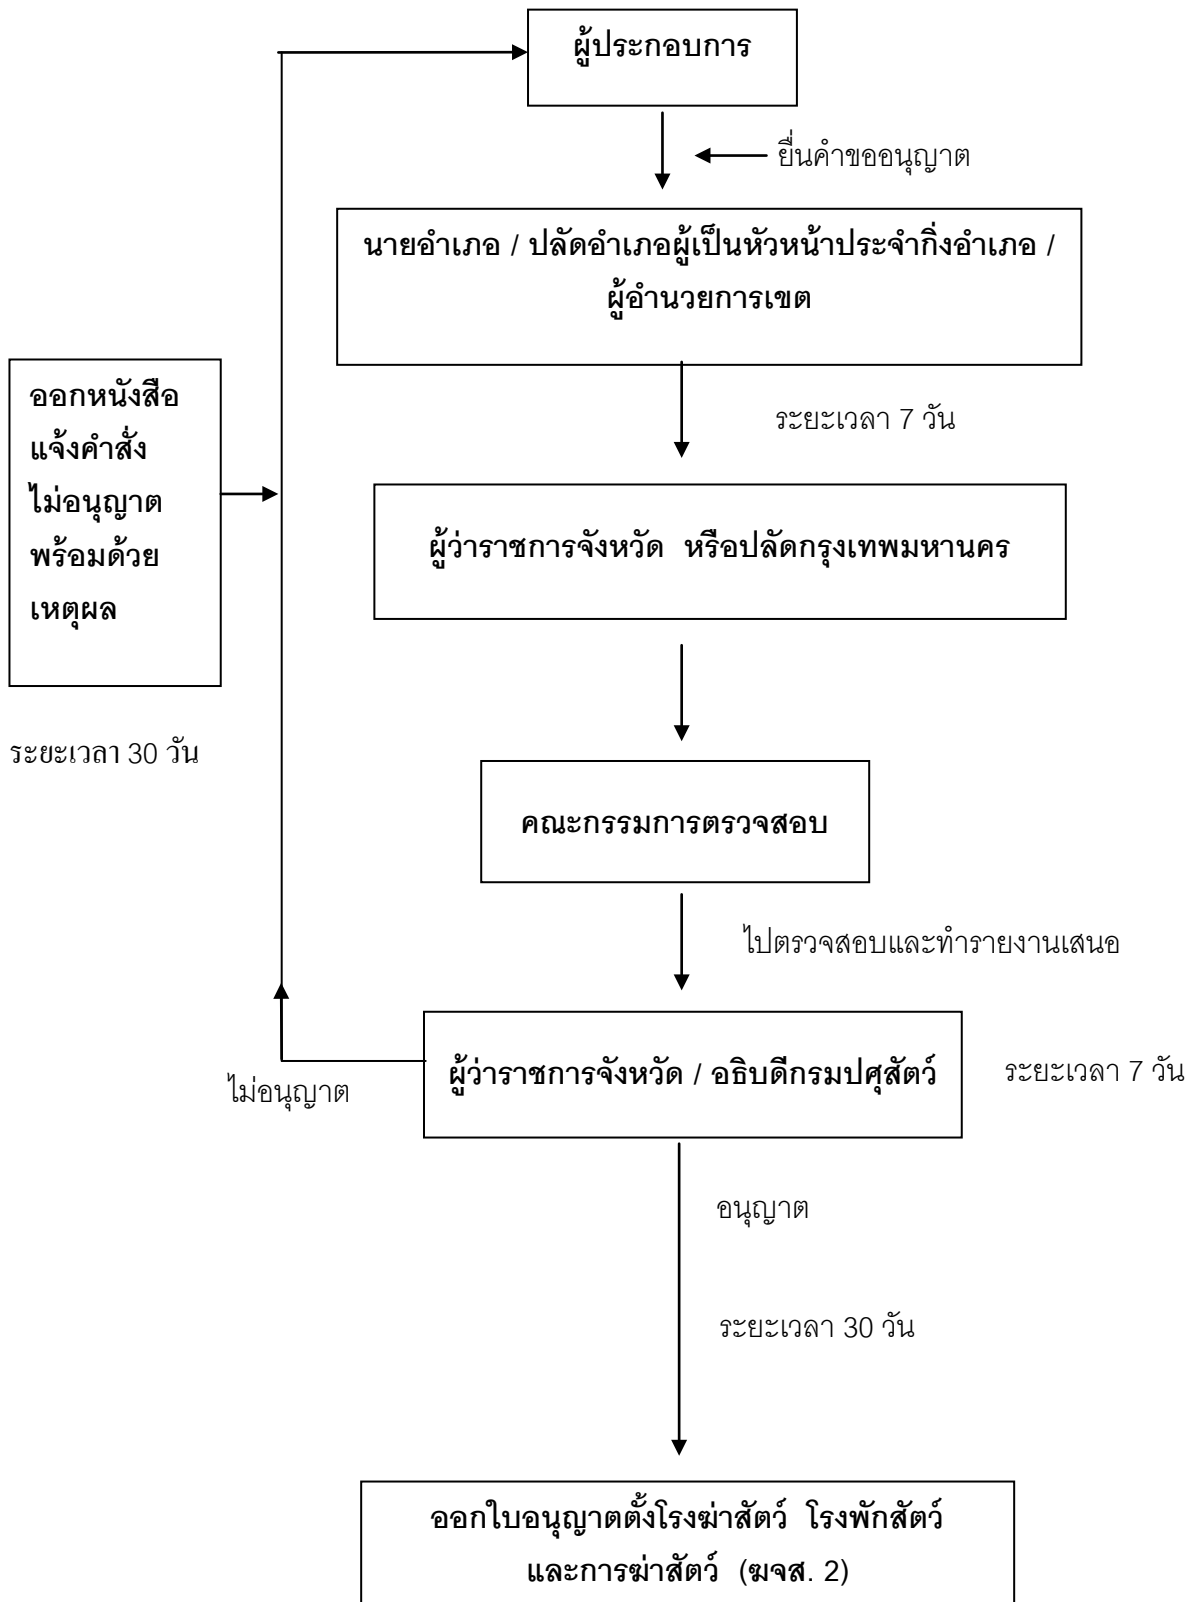 ผู้ประกอบการ
ยื่นคำขออนุญาต
นายอำเภอ / ปลัดอำเภอผู้เป็นหัวหน้าประจำกิ่งอำเภอ /
ผู้อำนวยการเขต
ออกหนังสือ
แจ้งคำสั่ง
ไม่อนุญาต
พร้อมด้วย
เหตุผล
ระยะเวลา 7 วัน
ผู้ว่าราชการจังหวัด หรือปลัดกรุงเทพมหานคร
ระยะเวลา 30 วัน
คณะกรรมการตรวจสอบ
ไปตรวจสอบและทำรายงานเสนอ
ผู้ว่าราชการจังหวัด / อธิบดีกรมปศุสัตว์
ระยะเวลา 7 วัน
ไม่อนุญาต
อนุญาต
ระยะเวลา 30 วัน
ออกใบอนุญาตตั้งโรงฆ่าสัตว์ โรงพักสัตว์
และการฆ่าสัตว์ (ฆจส. 2)